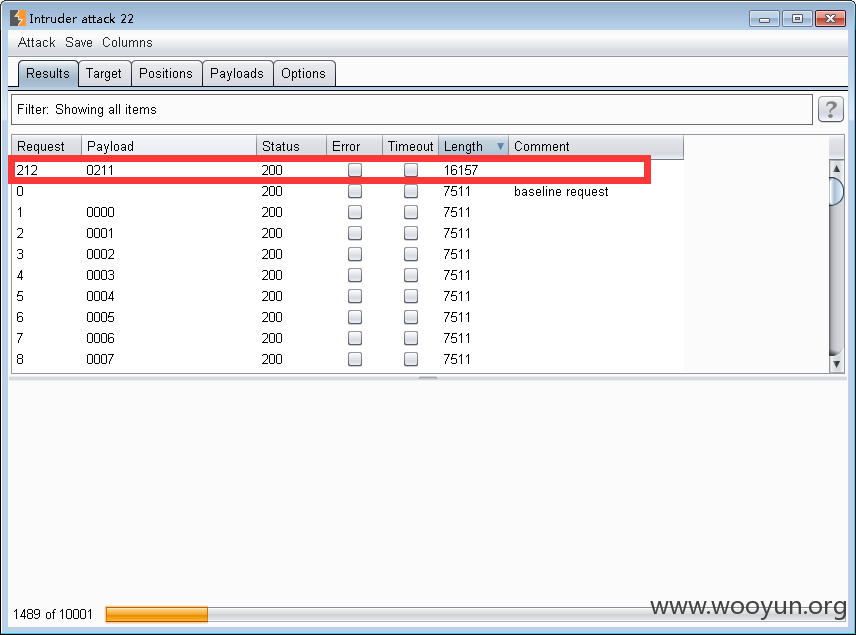 Intruder attack 22
Attack Save Columns
Results Target Positions Payloads Options
Filter: Showing all items
?
Request Payload Status Error Timeout Length Comment
212 0211 200 16157
0 200 7511 baseline request
1 0000 200 7511
2 0001 200 7511
3 0002 200 7511
4 0003 200 7511
5 0004 200 7511
6 0005 200 7511
7 0006 200 7511
8 0007 200 7511
1489 of 10001
www.wooyun.org